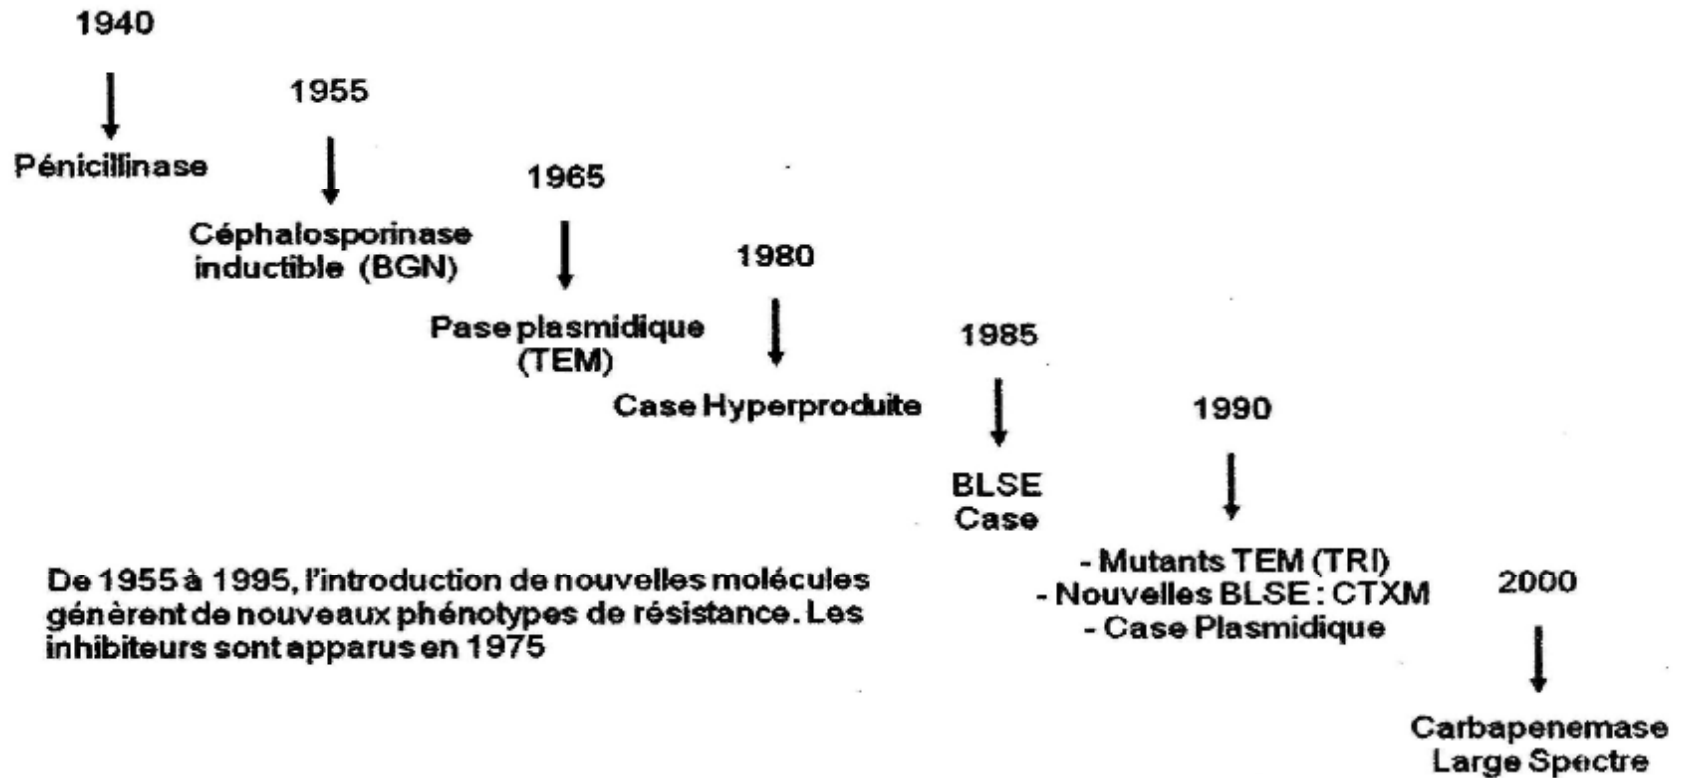 1940
Pénicillinase
1955
Céphalosporinase
inductible (BGN)
1965
Pase plasmidique
(TEM)
1980
Case Hyperproduite
1985
BLSE
Case
1990
- Mutants TEM (TRI)
- Nouvelles BLSE : CTXM
- Case Plasmidique
2000
Carbapenemase
Large Spectre
De 1955 à 1995, l'introduction de nouvelles molécules
génèrent de nouveaux phénotypes de résistance. Les
inhibiteurs sont apparus en 1975